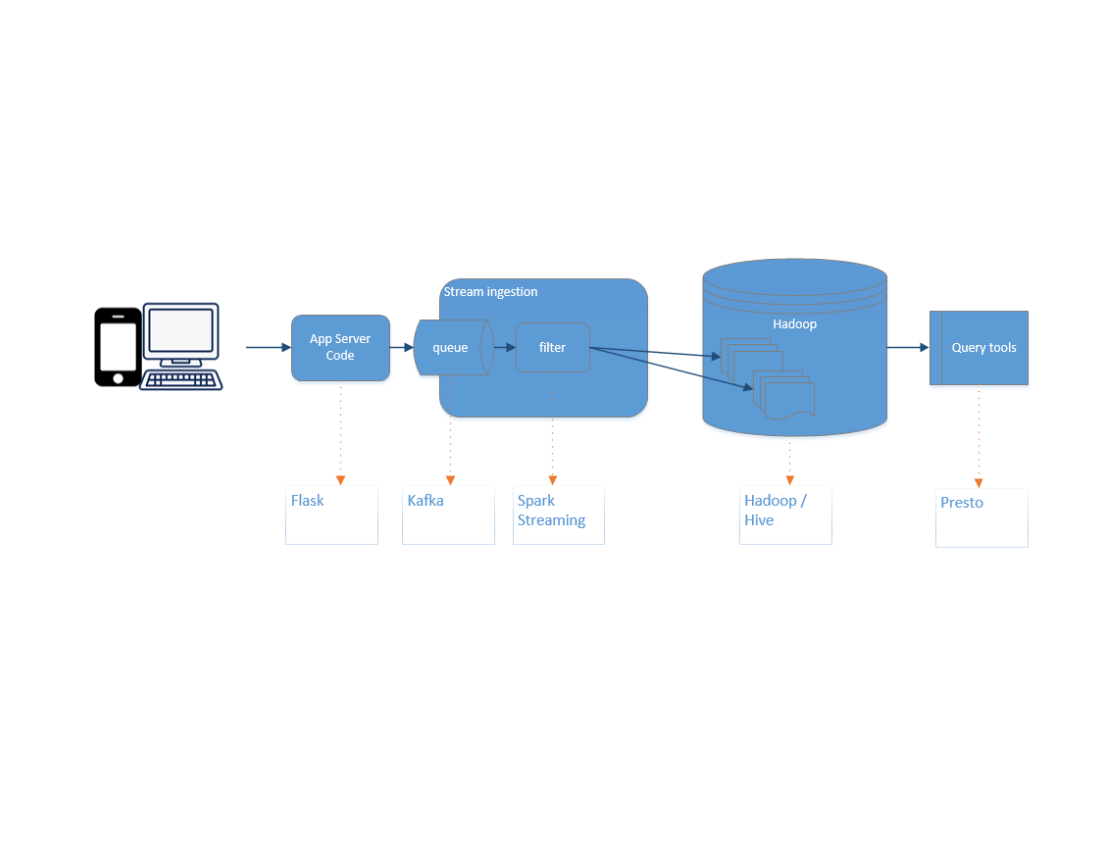 Stream ingestion
App Server
Code
queue
filter
Hadoop
Query tools
Flask
Kafka
Spark
Streaming
Hadoop /
Hive
Presto